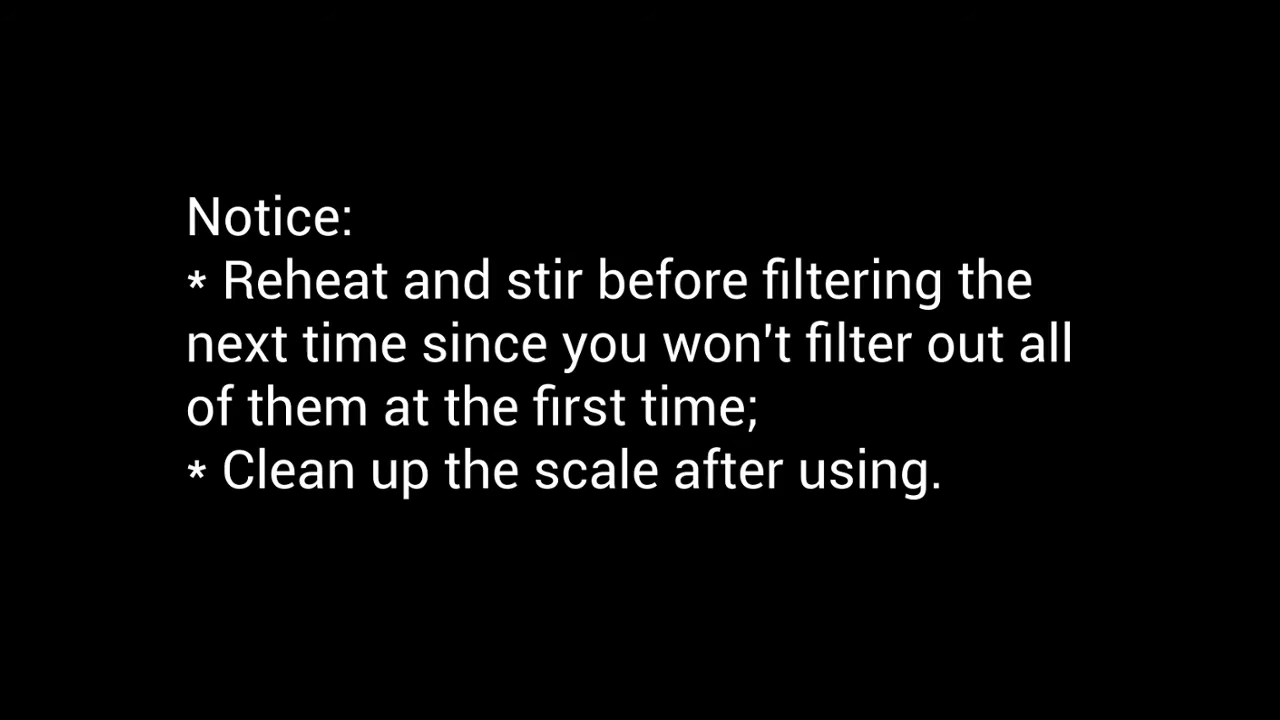 Notice:
* Reheat and stir before filtering the
next time since you won't filter out all
of them at the first time;
* Clean up the scale after using.